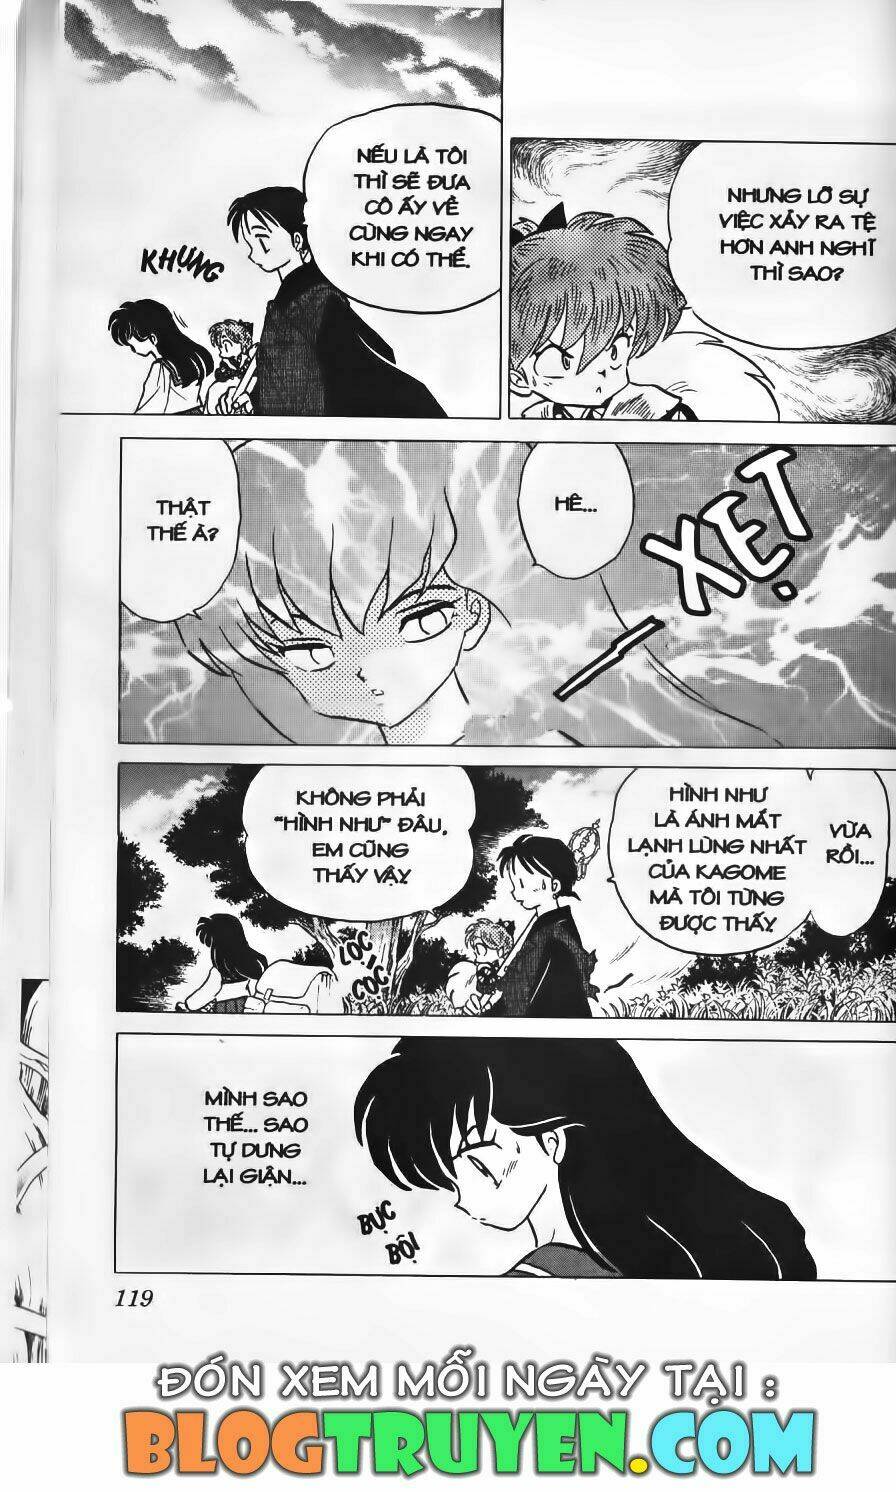 NHƯNG LỠ SỰ
VIỆC XẢY RA TỆ
HƠN ANH NGHĨ
THÌ SAO?
NẾU LÀ TÔI
THÌ SẼ ĐƯA
CÔ ẤY VỀ
CÙNG NGAY
KHI CÓ THỂ.
KHỰNG
HÊ...
XẸT
THẬT
THẾ À?
VỪA
RỒI...
HÌNH NHƯ
LÀ ÁNH MẮT
LẠNH LÙNG NHẤT
CỦA KAGOME
MÀ TÔI TỪNG
ĐƯỢC THẤY.
KHÔNG PHẢI
"HÌNH NHƯ" ĐÂU,
EM CŨNG
THẤY VẬY.
LỌC
CỌC
MÌNH SAO
THẾ... SAO
TỰ DƯNG
LẠI GIẬN...
BỰC
BỘI
119
ĐÓN XEM MỖI NGÀY TẠI :
BLOGTRUYEN.COM